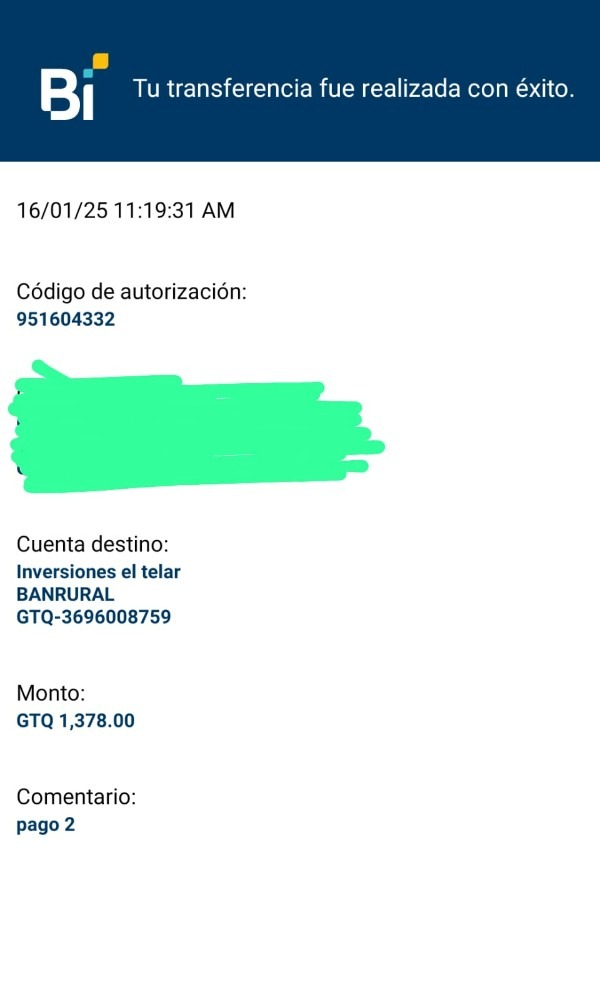 Bi
Tu transferencia fue realizada con éxito.
16/01/25 11:19:31 AM
Código de autorización:
951604332
Cuenta destino:
Inversiones el telar
BANRURAL
GTQ-3696008759
Monto:
GTQ 1,378.00
Comentario:
pago 2